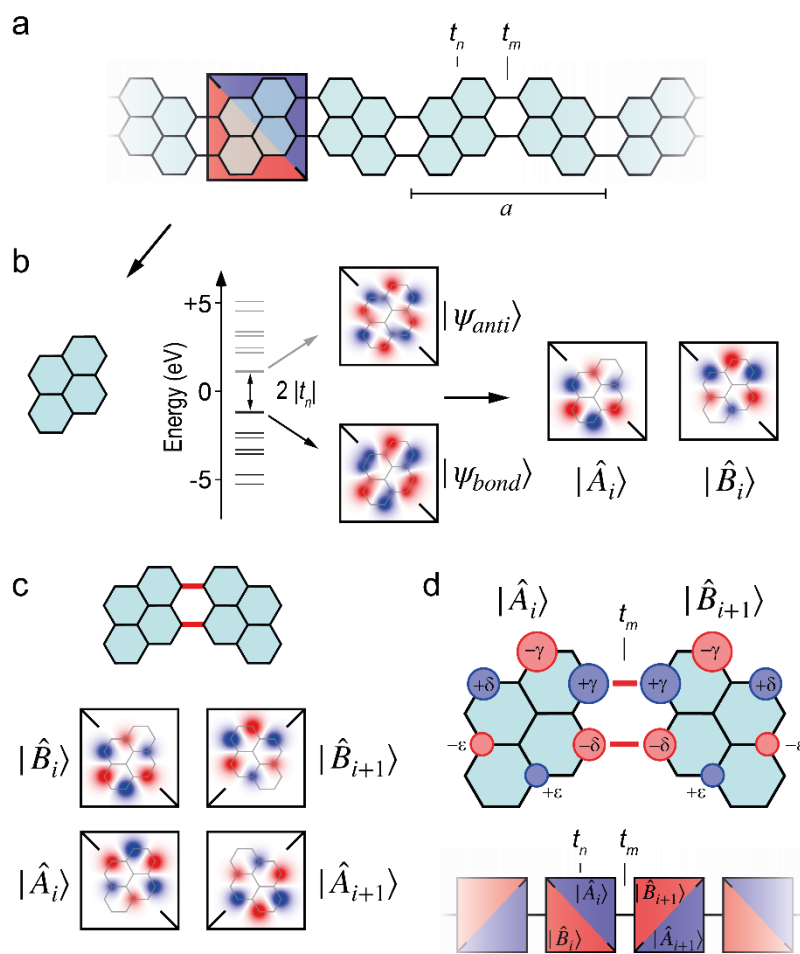 a
t_n t_m
a
b
+5
0
-5
Energy (eV)
2 |t_n|
|ψ_anti⟩
|ψ_bond⟩
|Â_i⟩ |B̂_i⟩
c
|B̂_i⟩ |B̂_{i+1}⟩
|Â_i⟩ |Â_{i+1}⟩
d
|Â_i⟩ |B̂_{i+1}⟩
t_m
−γ −γ
+δ +γ +γ +δ
−ε −δ −δ −ε
+ε +ε
t_n t_m
|Â_i⟩ |B̂_{i+1}⟩
|B̂_i⟩ |Â_{i+1}⟩